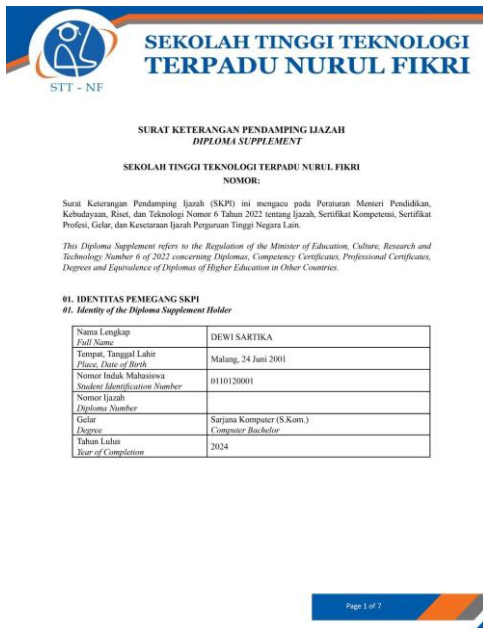 SEKOLAH TINGGI TEKNOLOGI
TERPADU NURUL FIKRI
STT - NF
SURAT KETERANGAN PENDAMPING IJAZAH
DIPLOMA SUPPLEMENT
SEKOLAH TINGGI TEKNOLOGI TERPADU NURUL FIKRI
NOMOR:
Surat Keterangan Pendamping Ijazah (SKPI) ini mengacu pada Peraturan Menteri Pendidikan,
Kebudayaan, Riset, dan Teknologi Nomor 6 Tahun 2022 tentang Ijazah, Sertifikat Kompetensi, Sertifikat
Profesi, Gelar, dan Kesetaraan Ijazah Perguruan Tinggi Negara Lain.
This Diploma Supplement refers to the Regulation of the Minister of Education, Culture, Research and
Technology Number 6 of 2022 concerning Diplomas, Competency Certificates, Professional Certificates,
Degrees and Equivalence of Diplomas of Higher Education in Other Countries.
01. IDENTITAS PEMEGANG SKPI
01. Identity of the Diploma Supplement Holder
Nama Lengkap
Full Name
DEWI SARTIKA
Tempat, Tanggal Lahir
Place, Date of Birth
Malang, 24 Juni 2001
Nomor Induk Mahasiswa
Student Identification Number
0110120001
Nomor Ijazah
Diploma Number
Gelar
Degree
Sarjana Komputer (S.Kom.)
Computer Bachelor
Tahun Lulus
Year of Completion
2024
Page 1 of 7